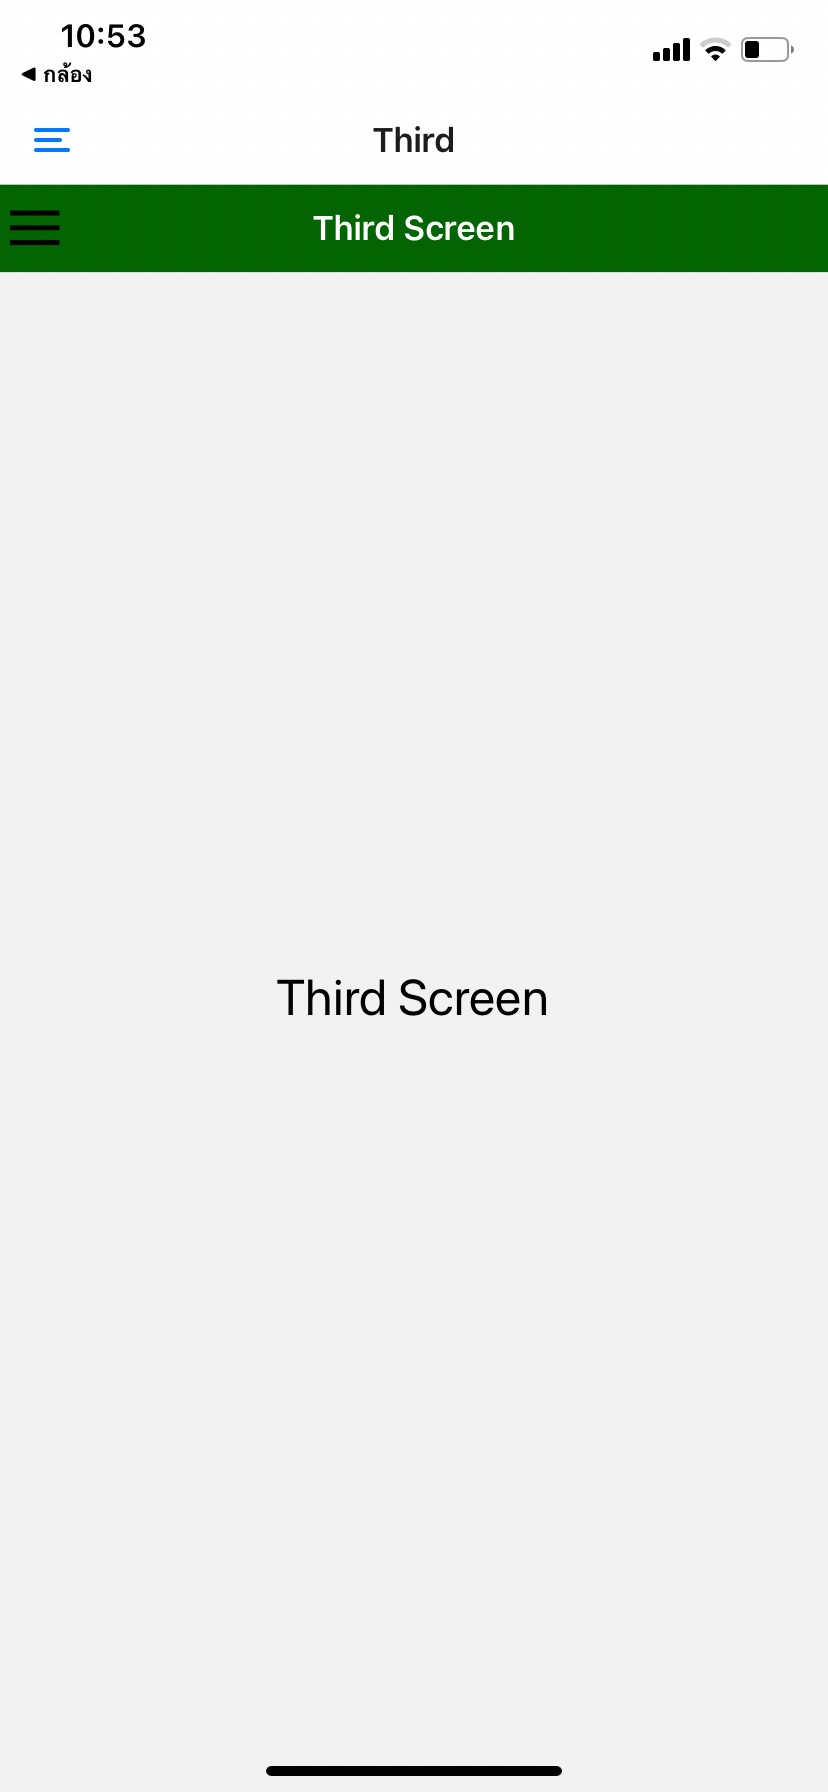 10:53
◀ กล้อง
Third
Third Screen
Third Screen